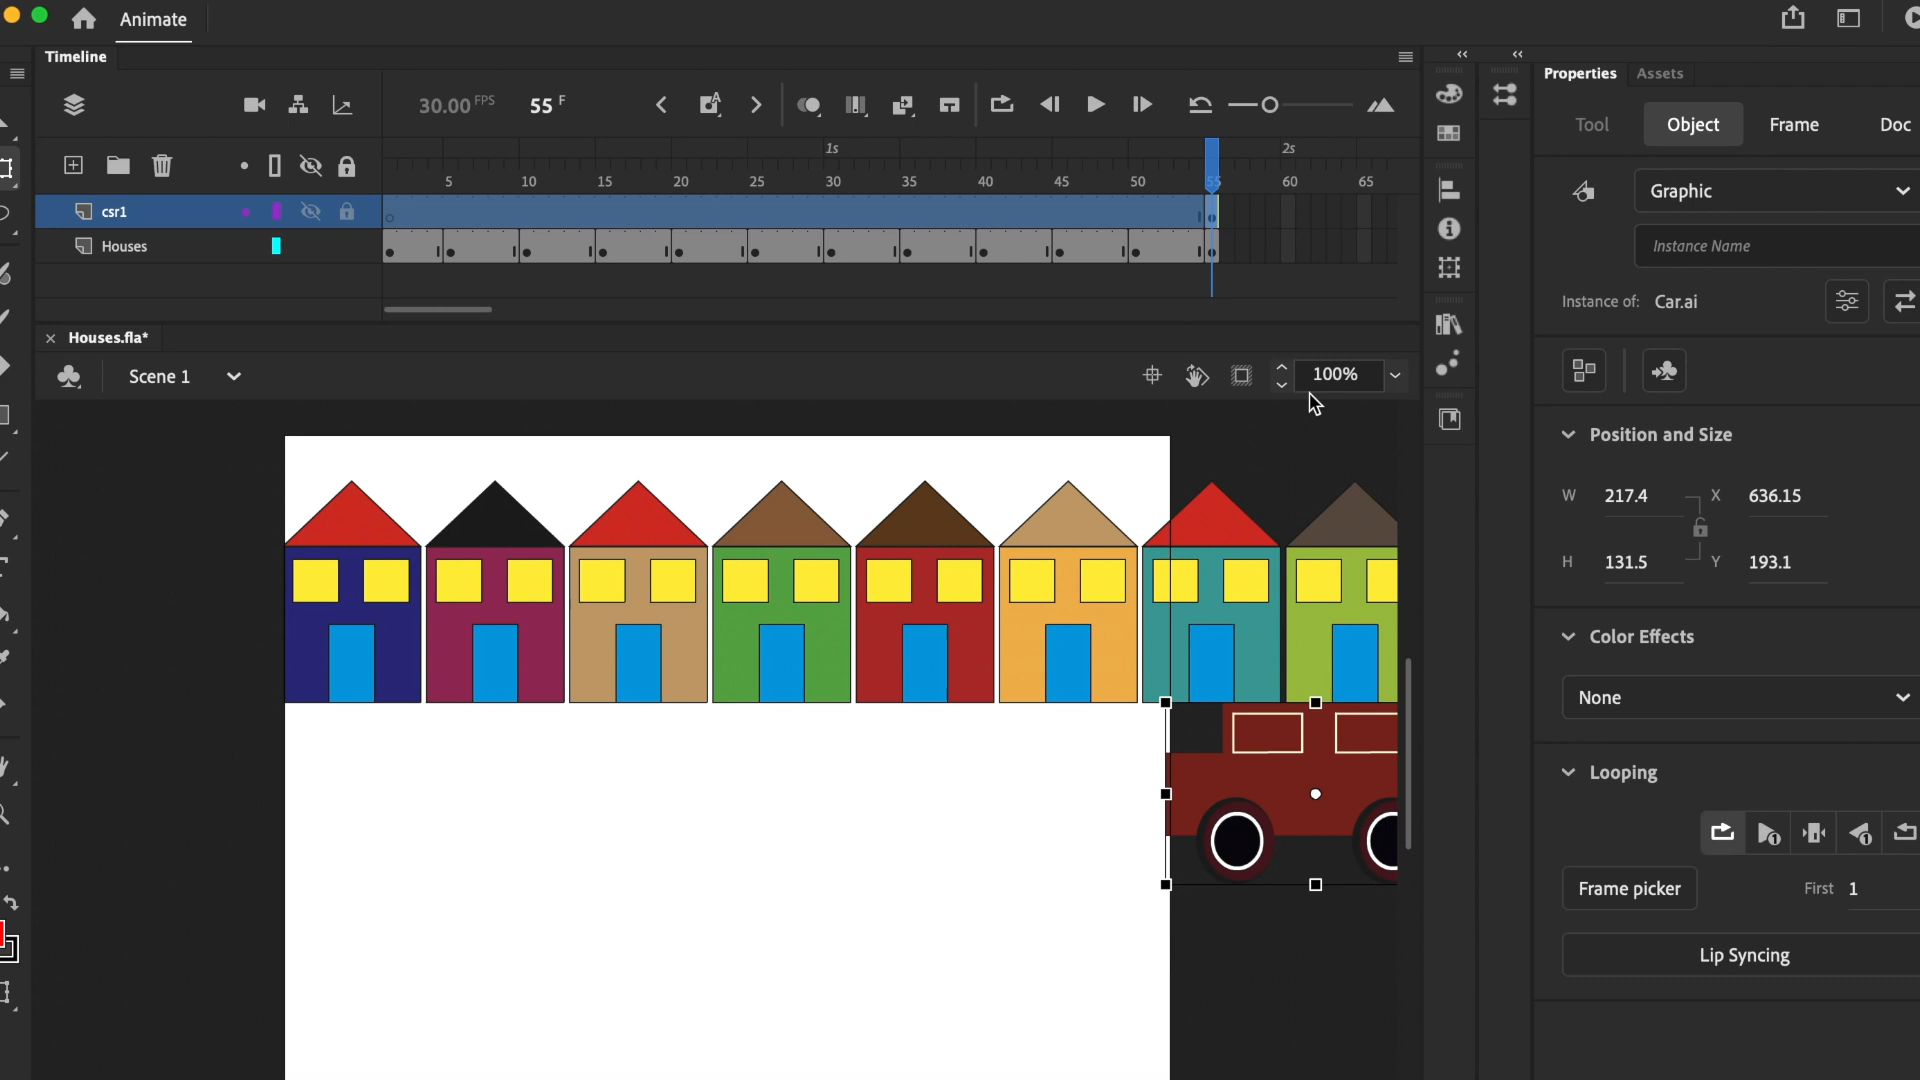 Animate
Timeline
Properties Assets
30.00 FPS 55 F
Tool Object Frame Doc
1s 2s
5 10 15 20 25 30 35 40 45 50 55 60 65
Graphic
csr1
Houses
Instance Name
Instance of: Car.ai
Houses.fla*
Scene 1
100%
Position and Size
W 217.4 X 636.15
H 131.5 Y 193.1
Color Effects
None
Looping
1
1
Frame picker First 1
Lip Syncing